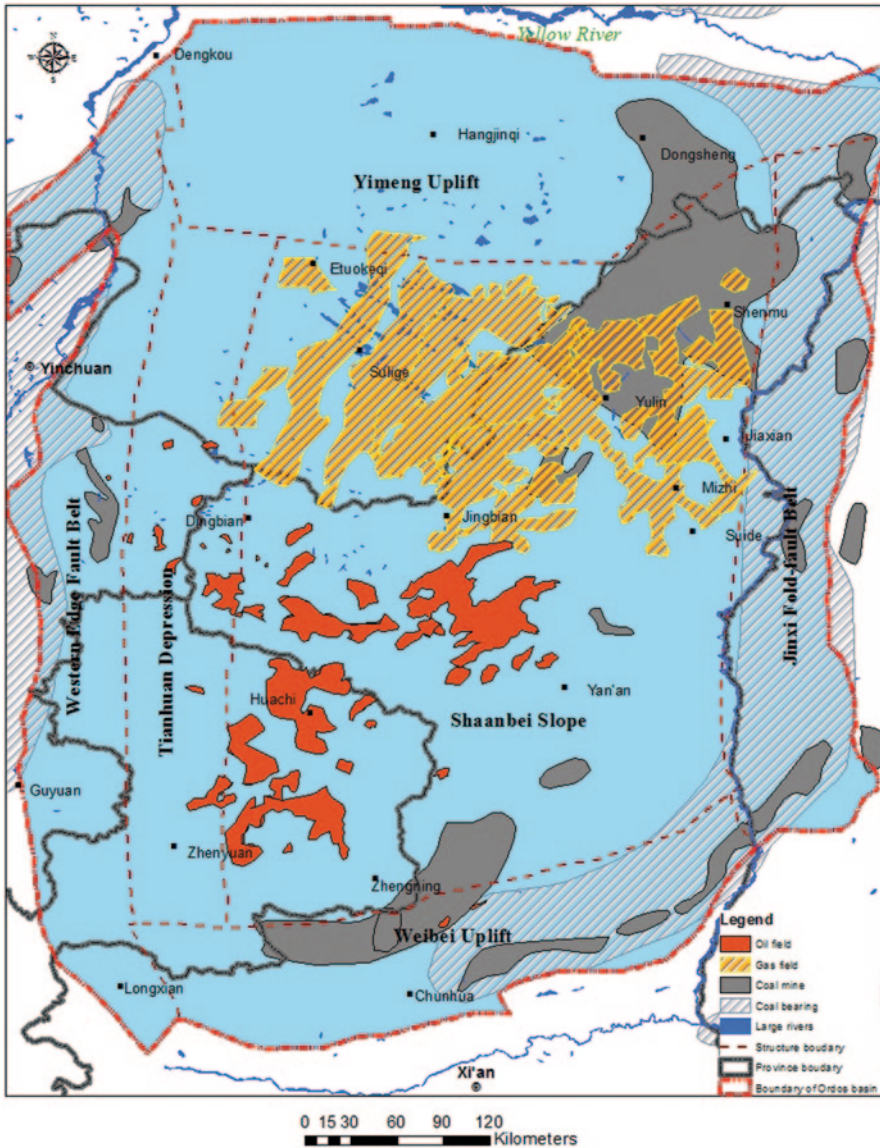 Yellow River
Dengkou
Hangjinqi
Dongsheng
Yimeng Uplift
Etuokeqi
Shenmu
Yinchuan
Sulige
Yulin
Jiaxian
Mizhi
Dingbian
Jingbian
Suide
Western Edge Fault Belt
Tianhuan Depression
Jinxi Fold-fault Belt
Huachi
Yan'an
Shaanbei Slope
Guyuan
Zhenyuan
Zhengning
Weibei Uplift
Longxian
Chunhua
Xi'an
Legend
Oil field
Gas field
Coal mine
Coal bearing
Large rivers
Structure boudary
Province boudary
Boundary of Ordos basin
0 15 30 60 90 120
Kilometers